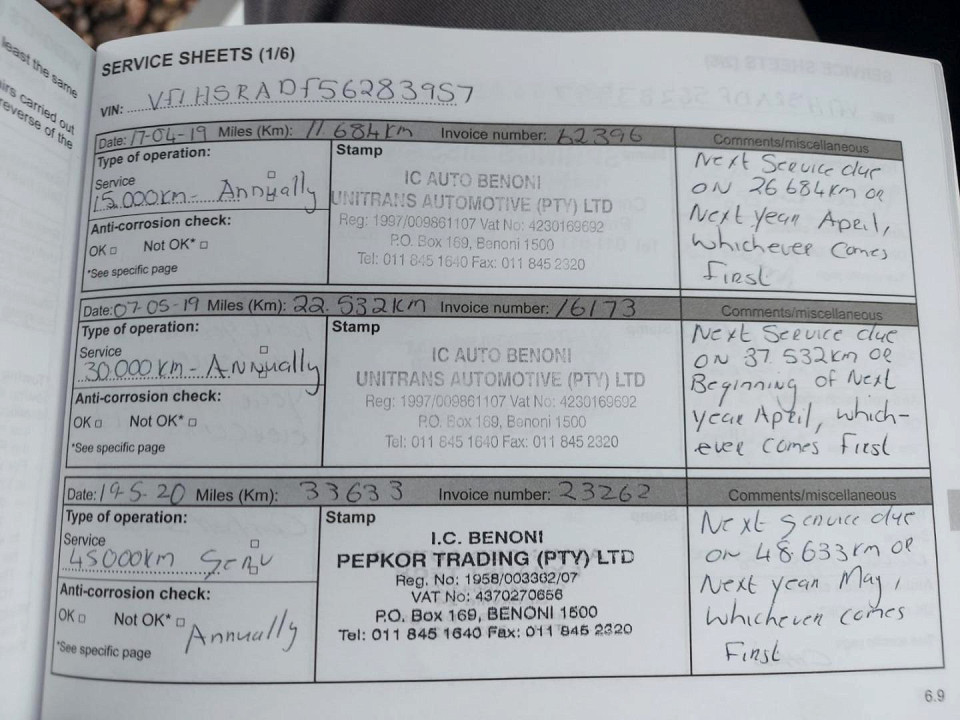 least the same
irs carried out
reverse of the
SERVICE SHEETS (1/6)
VIN: VF1HSRADF56283957
Date: 17-04-19 Miles (Km): 11 684km Invoice number: 62396 Comments/miscellaneous
Type of operation:
Service
15.000km - Annually
Anti-corrosion check:
OK Not OK*
*See specific page
Stamp
IC AUTO BENONI
UNITRANS AUTOMOTIVE (PTY) LTD
Reg: 1997/009861107 Vat No: 4230169692
P.O. Box 169, Benoni 1500
Tel: 011 845 1640 Fax: 011 845 2320
Next Service due
on 26 684km or
Next year April,
whichever comes
First
Date: 07-05-19 Miles (Km): 22.532km Invoice number: 16173 Comments/miscellaneous
Type of operation:
Service
30.000km - Annually
Anti-corrosion check:
OK Not OK*
*See specific page
Stamp
IC AUTO BENONI
UNITRANS AUTOMOTIVE (PTY) LTD
Reg: 1997/009861107 Vat No: 4230169692
P.O. Box 169, Benoni 1500
Tel: 011 845 1640 Fax: 011 845 2320
Next Service due
on 37 532km or
Beginning of Next
year April, which-
ever comes First
Date: 19-5-20 Miles (Km): 33633 Invoice number: 23262 Comments/miscellaneous
Type of operation:
Service
45000km Serv
Anti-corrosion check:
OK Not OK*
Annually
*See specific page
Stamp
I.C. BENONI
PEPKOR TRADING (PTY) LTD
Reg. No: 1958/003362/07
VAT No: 4370270656
P.O. Box 169, BENONI 1500
Tel: 011 845 1640 Fax: 011 845 2320
Next service due
on 48.633km or
Next year May,
whichever comes
First
6.9